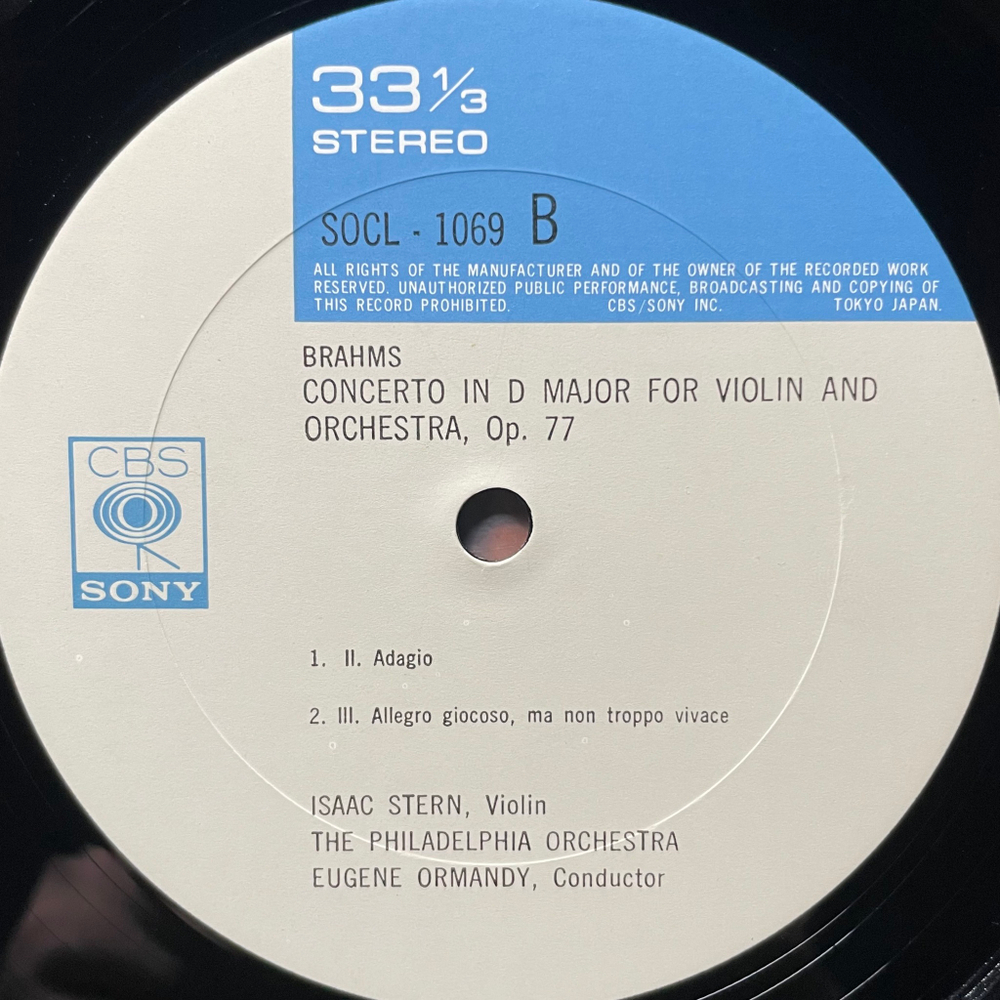 33 1/3
STEREO
SOCL - 1069 B
ALL RIGHTS OF THE MANUFACTURER AND OF THE OWNER OF THE RECORDED WORK
RESERVED. UNAUTHORIZED PUBLIC PERFORMANCE, BROADCASTING AND COPYING OF
THIS RECORD PROHIBITED. CBS/SONY INC. TOKYO JAPAN.
BRAHMS
CONCERTO IN D MAJOR FOR VIOLIN AND
ORCHESTRA, Op. 77
CBS
SONY
1. II. Adagio
2. III. Allegro giocoso, ma non troppo vivace
ISAAC STERN, Violin
THE PHILADELPHIA ORCHESTRA
EUGENE ORMANDY, Conductor